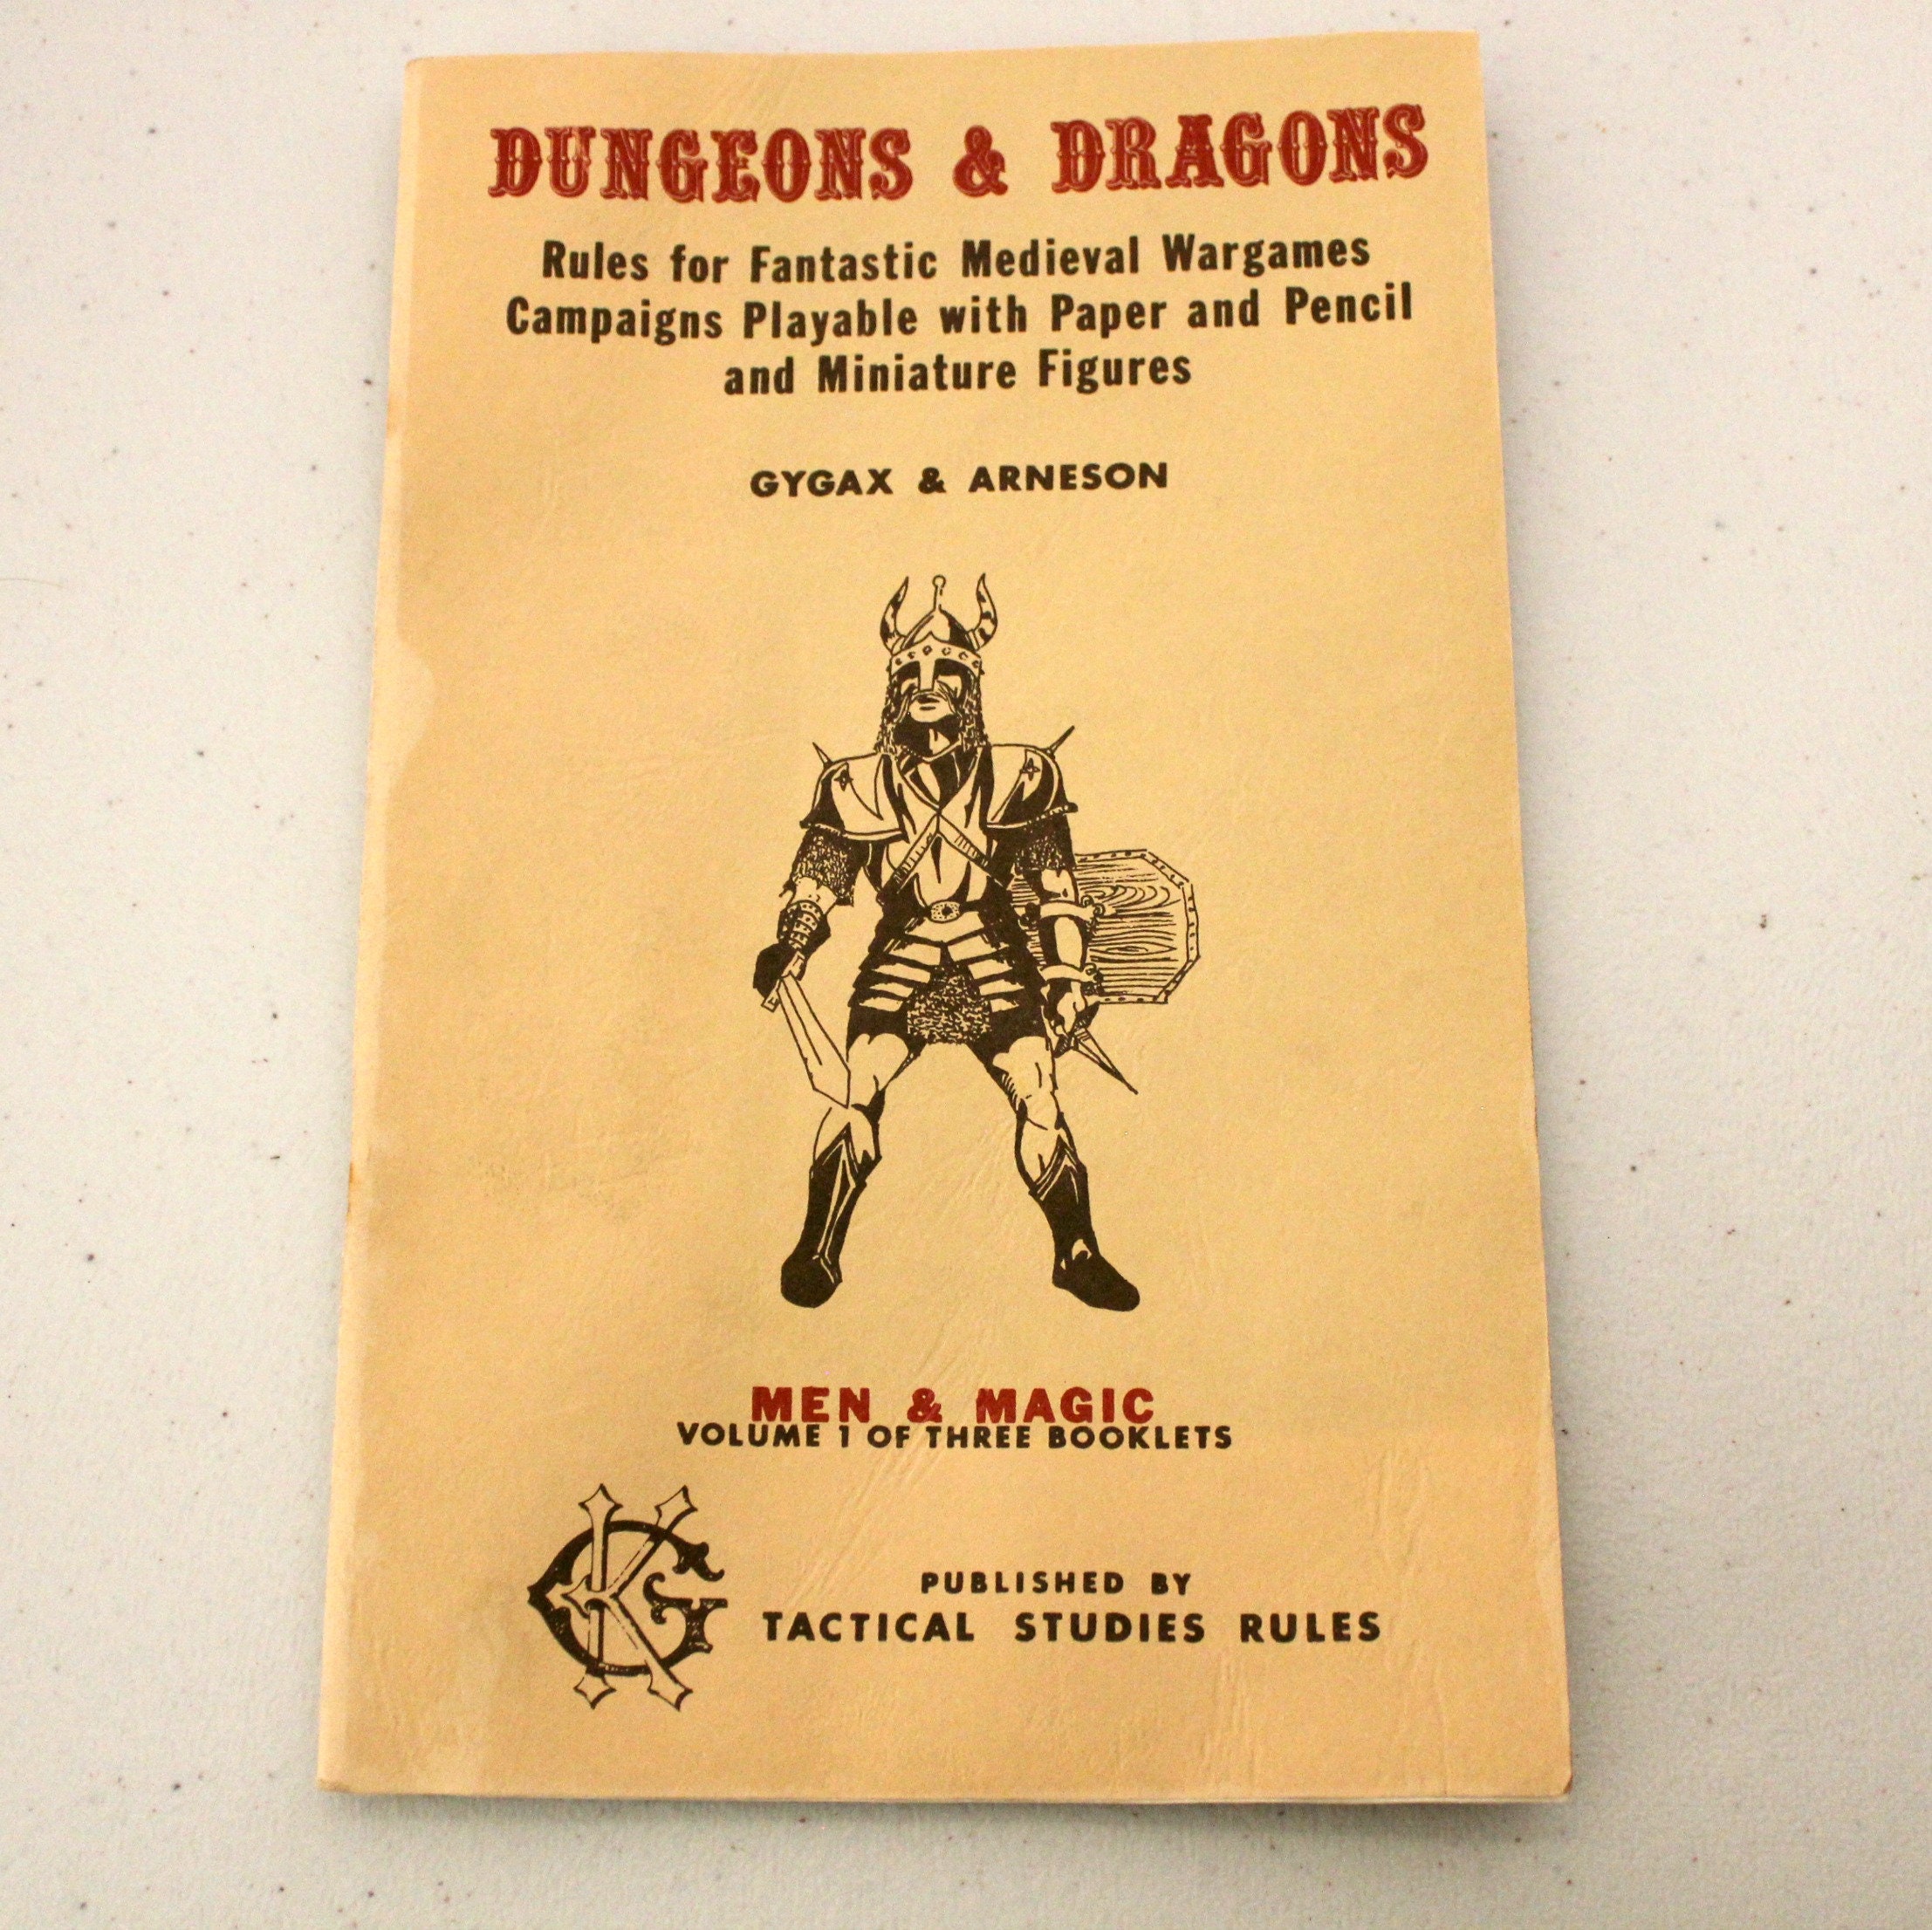 DUNGEONS & DRAGONS
Rules for Fantastic Medieval Wargames
Campaigns Playable with Paper and Pencil
and Miniature Figures
GYGAX & ARNESON
MEN & MAGIC
VOLUME 1 OF THREE BOOKLETS
GK
PUBLISHED BY
TACTICAL STUDIES RULES